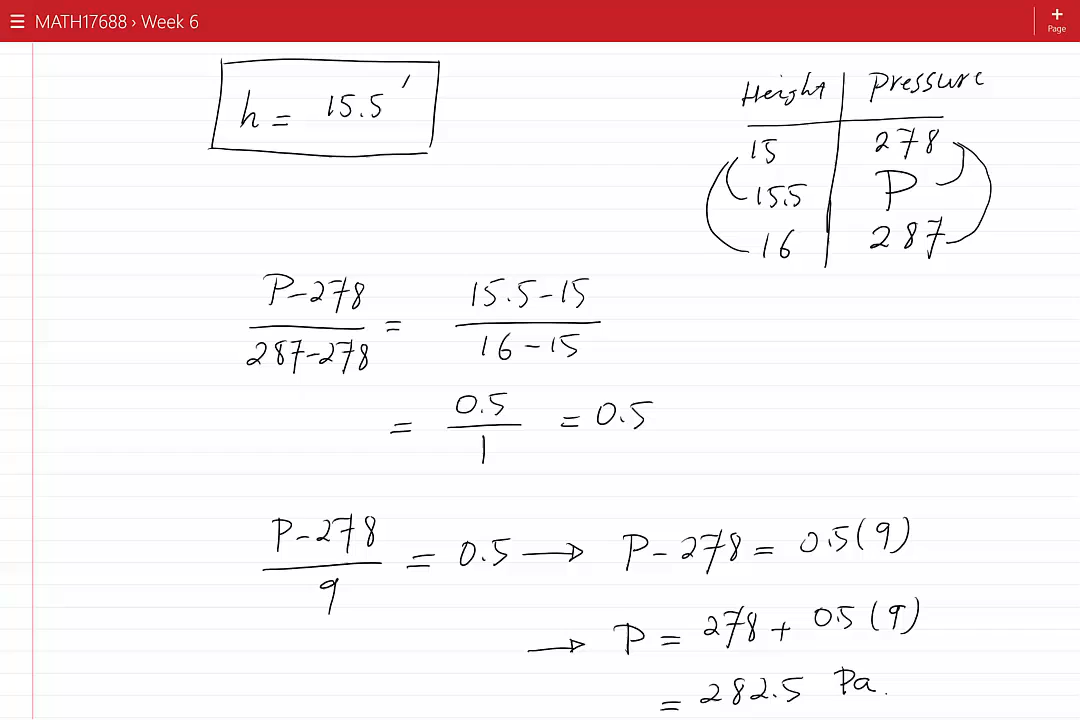 ☰ MATH17688 › Week 6
+ Page
h = 15.5'
Height | Pressure
15 | 278
15.5 | P
16 | 287
P-278 / 287-278 = 15.5-15 / 16-15
= 0.5 / 1 = 0.5
P-278 / 9 = 0.5 → P-278 = 0.5(9)
→ P = 278 + 0.5(9)
= 282.5 Pa.